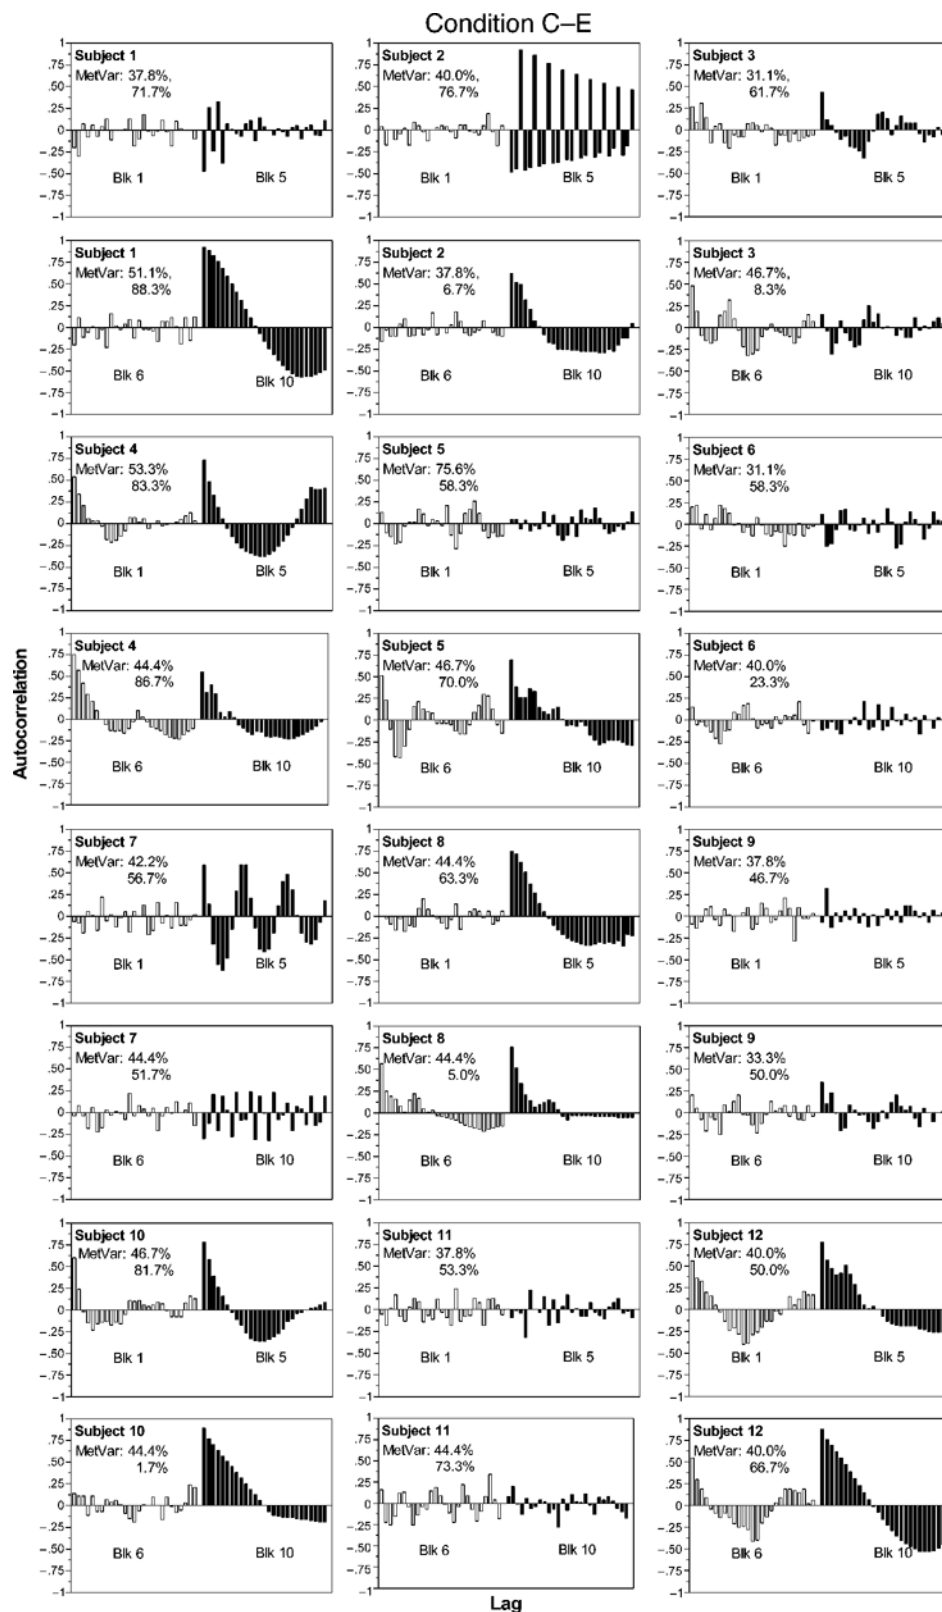 Condition C–E
Subject 1
MetVar: 37.8%,
71.7%
Blk 1
Blk 5
Subject 2
MetVar: 40.0%,
76.7%
Blk 1
Blk 5
Subject 3
MetVar: 31.1%,
61.7%
Blk 1
Blk 5
1
.75
.50
.25
0
−.25
−.50
−.75
−1
Subject 1
MetVar: 51.1%,
88.3%
Blk 6
Blk 10
Subject 2
MetVar: 37.8%,
6.7%
Blk 6
Blk 10
Subject 3
MetVar: 46.7%,
8.3%
Blk 6
Blk 10
Subject 4
MetVar: 53.3%
83.3%
Blk 1
Blk 5
Subject 5
MetVar: 75.6%
58.3%
Blk 1
Blk 5
Subject 6
MetVar: 31.1%
58.3%
Blk 1
Blk 5
Autocorrelation
Subject 4
MetVar: 44.4%
86.7%
Blk 6
Blk 10
Subject 5
MetVar: 46.7%
70.0%
Blk 6
Blk 10
Subject 6
MetVar: 40.0%
23.3%
Blk 6
Blk 10
Subject 7
MetVar: 42.2%
56.7%
Blk 1
Blk 5
Subject 8
MetVar: 44.4%
63.3%
Blk 1
Blk 5
Subject 9
MetVar: 37.8%
46.7%
Blk 1
Blk 5
Subject 7
MetVar: 44.4%
51.7%
Blk 6
Blk 10
Subject 8
MetVar: 44.4%
5.0%
Blk 6
Blk 10
Subject 9
MetVar: 33.3%
50.0%
Blk 6
Blk 10
Subject 10
MetVar: 46.7%
81.7%
Blk 1
Blk 5
Subject 11
MetVar: 37.8%
53.3%
Blk 1
Blk 5
Subject 12
MetVar: 40.0%
50.0%
Blk 1
Blk 5
Subject 10
MetVar: 44.4%
1.7%
Blk 6
Blk 10
Subject 11
MetVar: 44.4%
73.3%
Blk 6
Blk 10
Subject 12
MetVar: 40.0%
66.7%
Blk 6
Blk 10
Lag